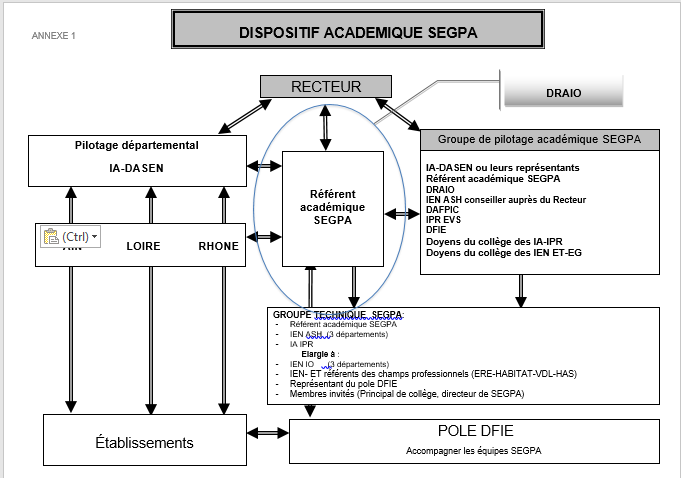 ANNEXE 1
DISPOSITIF ACADEMIQUE SEGPA
RECTEUR
DRAIO
Pilotage départemental
IA-DASEN
Groupe de pilotage académique SEGPA
IA-DASEN ou leurs représentants
Référent académique SEGPA
DRAIO
IEN ASH conseiller auprès du Recteur
DAFPIC
IPR EVS
DFIE
Doyens du collège des IA-IPR
Doyens du collège des IEN ET-EG
Référent
académique
SEGPA
(Ctrl)
LOIRE RHONE
GROUPE TECHNIQUE SEGPA:
- Référent académique SEGPA
- IEN ASH (3 départements)
- IA IPR
Elargie à :
- IEN IO (3 départements)
- IEN- ET référents des champs professionnels (ERE-HABITAT-VDL-HAS)
- Représentant du pole DFIE
- Membres invités (Principal de collège, directeur de SEGPA)
Établissements
POLE DFIE
Accompagner les équipes SEGPA